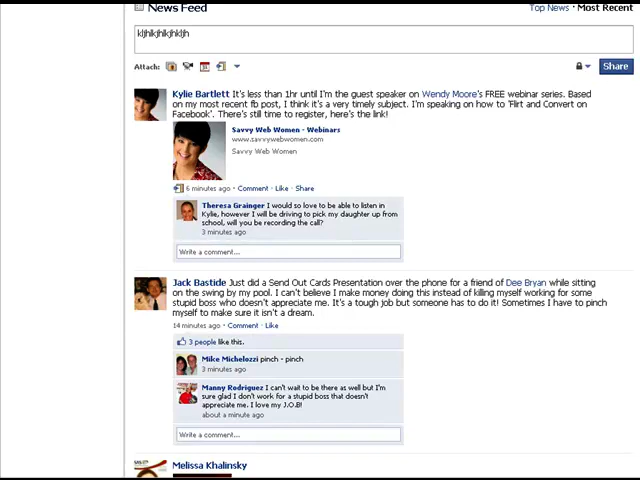 News Feed
Top News · Most Recent
kljhlkjhlkjhkljh
Attach:
Share
Kylie Bartlett It's less than 1hr until I'm the guest speaker on Wendy Moore's FREE webinar series. Based
on my most recent fb post, I think it's a very timely subject. I'm speaking on how to 'Flirt and Convert on
Facebook'. There's still time to register, here's the link!
Savvy Web Women - Webinars
www.savvywebwomen.com
Savvy Web Women
6 minutes ago · Comment · Like · Share
Theresa Grainger I would so love to be able to listen in
Kylie, however I will be driving to pick my daughter up from
school, will you be recording the call?
3 minutes ago
Write a comment...
Jack Bastide Just did a Send Out Cards Presentation over the phone for a friend of Dee Bryan while sitting
on the swing by my pool. I can't believe I make money doing this instead of killing myself working for some
stupid boss who doesn't appreciate me. It's a tough job but someone has to do it! Sometimes I have to pinch
myself to make sure it isn't a dream.
14 minutes ago · Comment · Like
3 people like this.
Mike Michelozzi pinch - pinch
3 minutes ago
Manny Rodriguez I can't wait to be there as well but I'm
sure glad I don't work for a stupid boss that doesn't
appreciate me. I love my J.O.B!
about a minute ago
Write a comment...
Melissa Khalinsky